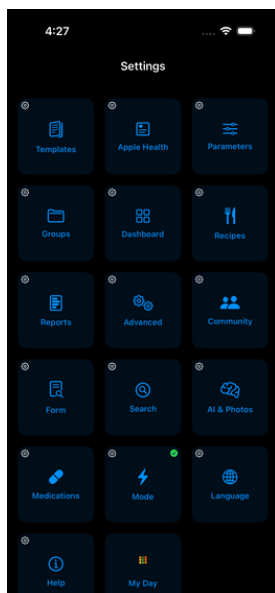 4:27
Settings
Templates
Apple Health
Parameters
Groups
Dashboard
Recipes
Reports
Advanced
Community
Form
Search
AI & Photos
Medications
Mode
Language
Help
My Day